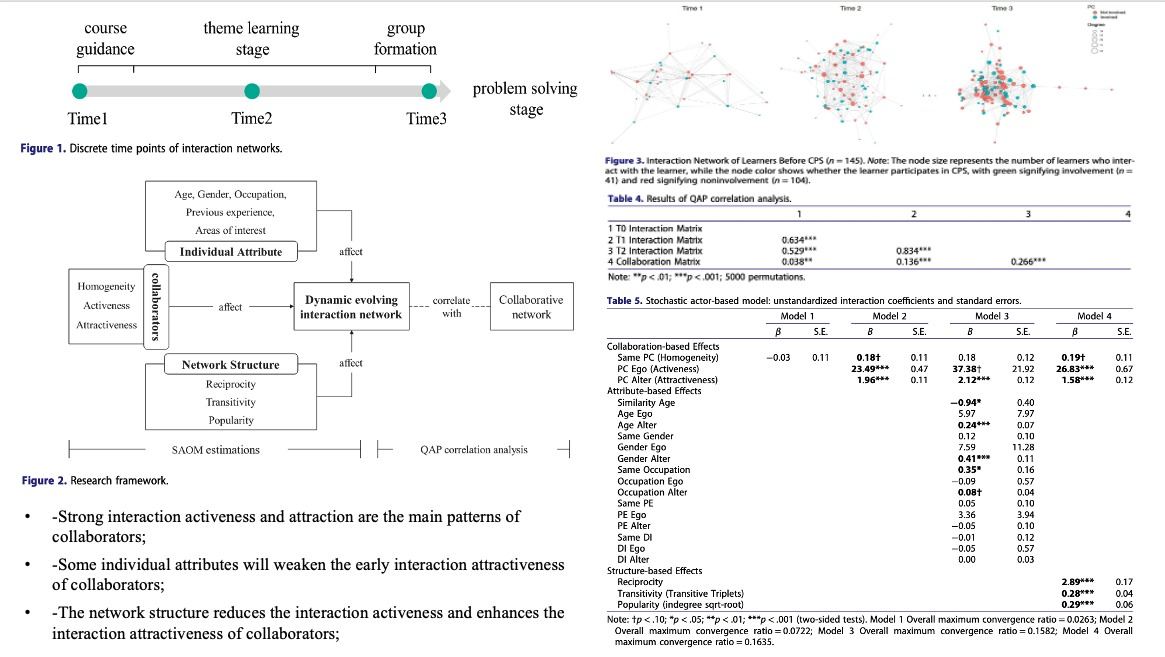 course
guidance
theme learning
stage
group
formation
problem solving
stage
Time1
Time2
Time3
Figure 1. Discrete time points of interaction networks.
Age, Gender, Occupation,
Previous experience,
Areas of interest
Individual Attribute
affect
Homogeneity
Activeness
Attractiveness
collaborators
affect
Dynamic evolving
interaction network
correlate
with
Collaborative
network
affect
Network Structure
Reciprocity
Transitivity
Popularity
SAOM estimations
QAP correlation analysis
Figure 2. Research framework.
• -Strong interaction activeness and attraction are the main patterns of
collaborators;
• -Some individual attributes will weaken the early interaction attractiveness
of collaborators;
• -The network structure reduces the interaction activeness and enhances the
interaction attractiveness of collaborators;
Time 1
Time 2
Time 3
PC
Not involved
Involved
Degree
Figure 3. Interaction Network of Learners Before CPS (n = 145). Note: The node size represents the number of learners who inter-
act with the learner, while the node color shows whether the learner participates in CPS, with green signifying involvement (n =
41) and red signifying noninvolvement (n = 104).
Table 4. Results of QAP correlation analysis.
1 2 3 4
1 T0 Interaction Matrix
2 T1 Interaction Matrix 0.634***
3 T2 Interaction Matrix 0.529*** 0.834***
4 Collaboration Matrix 0.038** 0.136*** 0.266***
Note: **p < .01; ***p < .001; 5000 permutations.
Table 5. Stochastic actor-based model: unstandardized interaction coefficients and standard errors.
Model 1 Model 2 Model 3 Model 4
β S.E. B S.E. B S.E. β S.E.
Collaboration-based Effects
Same PC (Homogeneity) −0.03 0.11 0.18† 0.11 0.18 0.12 0.19† 0.11
PC Ego (Activeness) 23.49*** 0.47 37.38† 21.92 26.83*** 0.67
PC Alter (Attractiveness) 1.96*** 0.11 2.12*** 0.12 1.58*** 0.12
Attribute-based Effects
Similarity Age −0.94* 0.40
Age Ego 5.97 7.97
Age Alter 0.24*** 0.07
Same Gender 0.12 0.10
Gender Ego 7.59 11.28
Gender Alter 0.41*** 0.11
Same Occupation 0.35* 0.16
Occupation Ego −0.09 0.57
Occupation Alter 0.08† 0.04
Same PE 0.05 0.10
PE Ego 3.36 3.94
PE Alter −0.05 0.10
Same DI −0.01 0.12
DI Ego −0.05 0.57
DI Alter 0.00 0.03
Structure-based Effects
Reciprocity 2.89*** 0.17
Transitivity (Transitive Triplets) 0.28*** 0.04
Popularity (indegree sqrt-root) 0.29*** 0.06
Note: †p < .10; *p < .05; **p < .01; ***p < .001 (two-sided tests). Model 1 Overall maximum convergence ratio = 0.0263; Model 2
Overall maximum convergence ratio = 0.0722; Model 3 Overall maximum convergence ratio = 0.1582; Model 4 Overall
maximum convergence ratio = 0.1635.